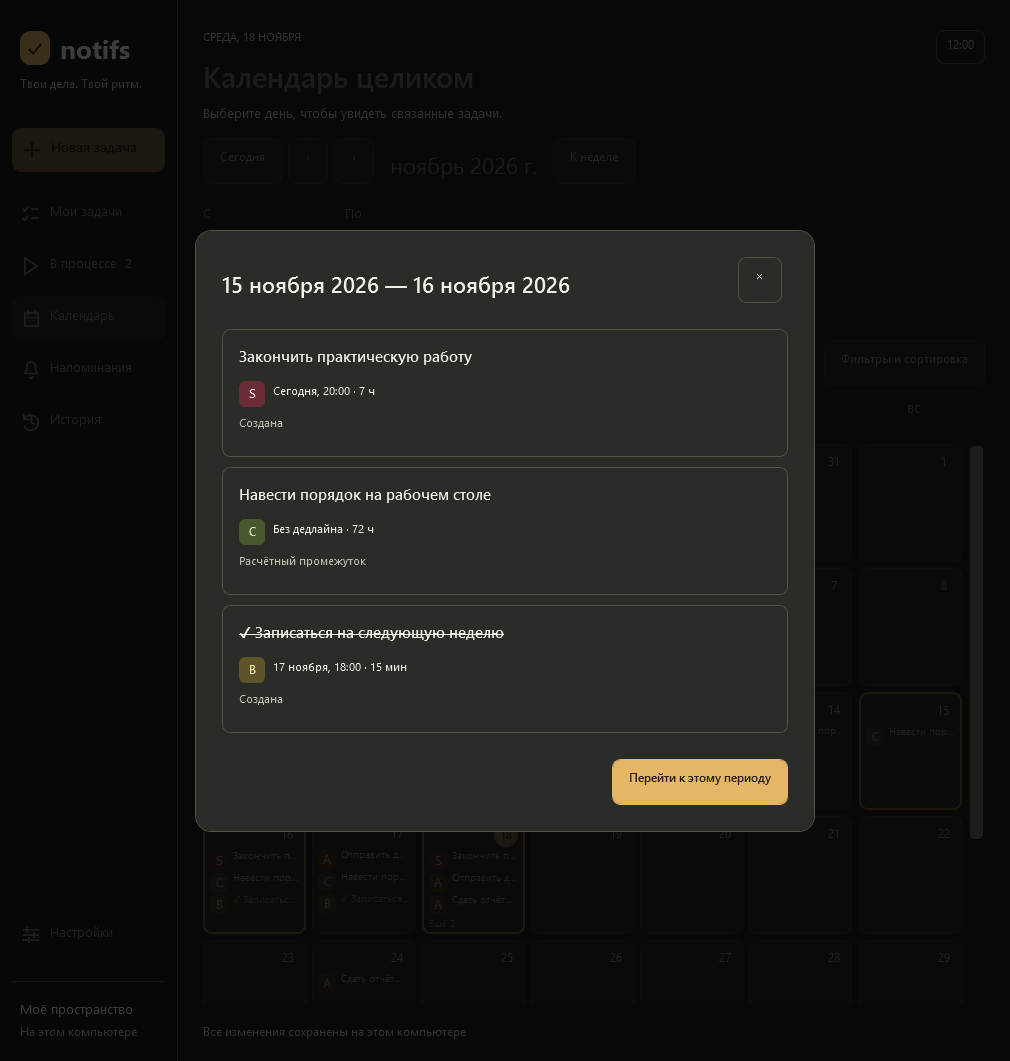 notifs
Твои дела. Твой ритм.
Новая задача
Мои задачи
В процессе 2
Календарь
Напоминания
История
Настройки
Моё пространство
На этом компьютере
СРЕДА, 18 НОЯБРЯ
12:00
Календарь целиком
Выберите день, чтобы увидеть связанные задачи.
Сегодня
‹
›
ноябрь 2026 г.
К неделе
С
По
Фильтры и сортировка
ВС
15 ноября 2026 — 16 ноября 2026
×
Закончить практическую работу
S Сегодня, 20:00 · 7 ч
Создана
Навести порядок на рабочем столе
C Без дедлайна · 72 ч
Расчётный промежуток
✓ Записаться на следующую неделю
B 17 ноября, 18:00 · 15 мин
Создана
Перейти к этому периоду
31
1
7
8
14
пор…
15
C Навести пор…
16
S Закончить п…
C Навести пор…
B ✓ Записатьс…
17
A Отправить д…
C Навести пор…
B ✓ Записаться…
18
S Закончить п…
A Отправить д…
A Сдать отчёт…
Ещё 2
19
20
21
22
23
24
A Сдать отчёт…
25
26
27
28
29
Все изменения сохранены на этом компьютере